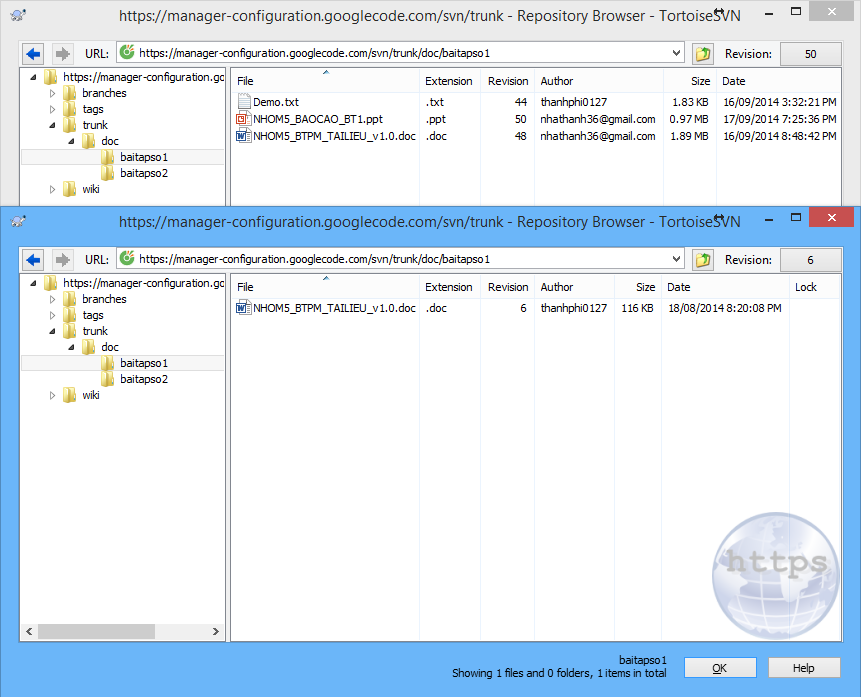 https://manager-configuration.googlecode.com/svn/trunk - Repository Browser - TortoiseSVN
URL: https://manager-configuration.googlecode.com/svn/trunk/doc/baitapso1 Revision: 50
https://manager-configuration.gc
branches
tags
trunk
doc
baitapso1
baitapso2
wiki
File Extension Revision Author Size Date
Demo.txt .txt 44 thanhphi0127 1.83 KB 16/09/2014 3:32:21 PM
NHOM5_BAOCAO_BT1.ppt .ppt 50 nhathanh36@gmail.com 0.97 MB 17/09/2014 7:25:36 PM
NHOM5_BTPM_TAILIEU_v1.0.doc .doc 48 nhathanh36@gmail.com 1.89 MB 16/09/2014 8:48:42 PM
https://manager-configuration.googlecode.com/svn/trunk - Repository Browser - TortoiseSVN
URL: https://manager-configuration.googlecode.com/svn/trunk/doc/baitapso1 Revision: 6
https://manager-configuration.gc
branches
tags
trunk
doc
baitapso1
baitapso2
wiki
File Extension Revision Author Size Date Lock
NHOM5_BTPM_TAILIEU_v1.0.doc .doc 6 thanhphi0127 116 KB 18/08/2014 8:20:08 PM
https
baitapso1
Showing 1 files and 0 folders, 1 items in total
OK
Help